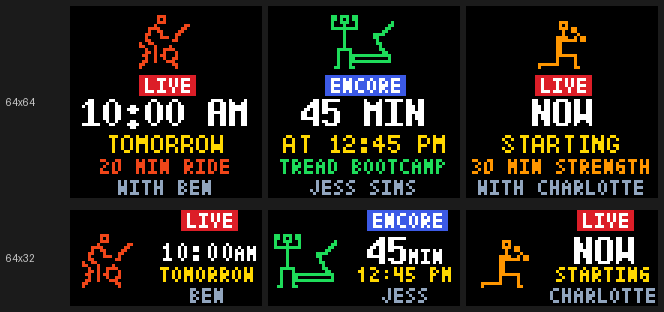 64x64
LIVE
10:00 AM
TOMORROW
20 MIN RIDE
WITH BEN
ENCORE
45 MIN
AT 12:45 PM
TREAD BOOTCAMP
JESS SIMS
LIVE
NOW
STARTING
30 MIN STRENGTH
WITH CHARLOTTE
64x32
LIVE
10:00AM
TOMORROW
BEN
ENCORE
45MIN
12:45 PM
JESS
LIVE
NOW
STARTING
CHARLOTTE